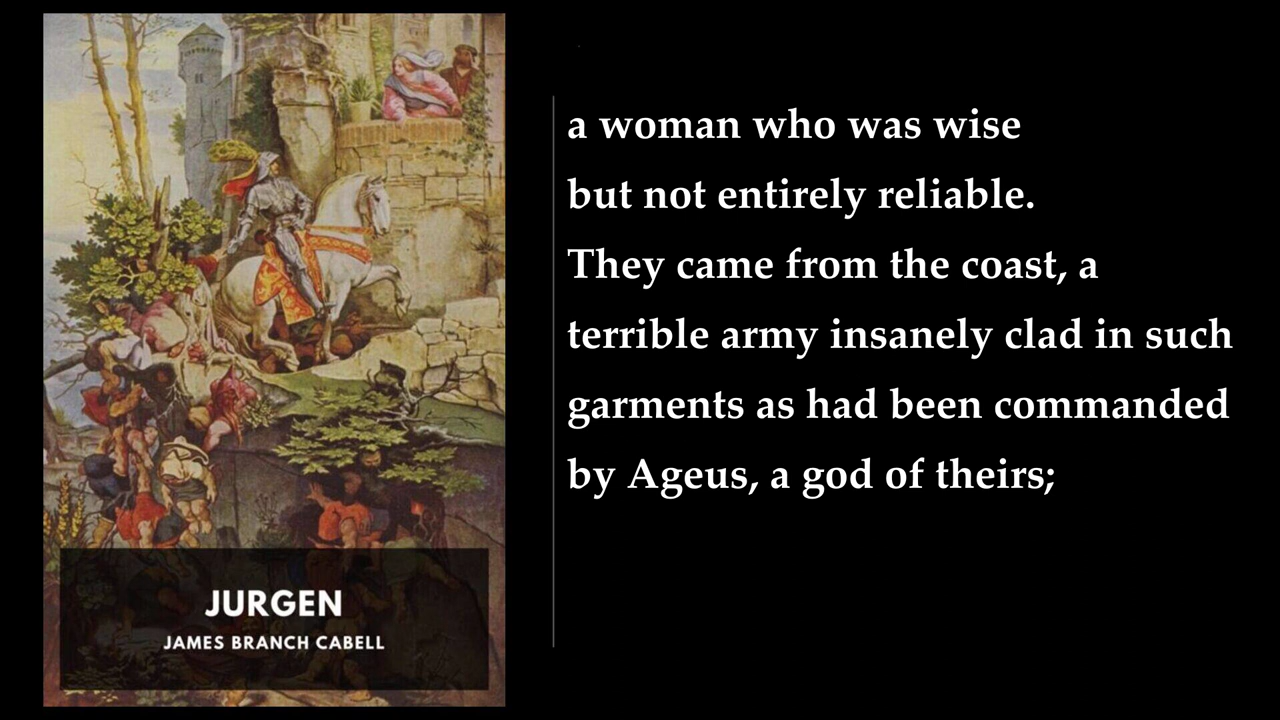 a woman who was wise
but not entirely reliable.
They came from the coast, a
terrible army insanely clad in such
garments as had been commanded
by Ageus, a god of theirs;
JURGEN
JAMES BRANCH CABELL